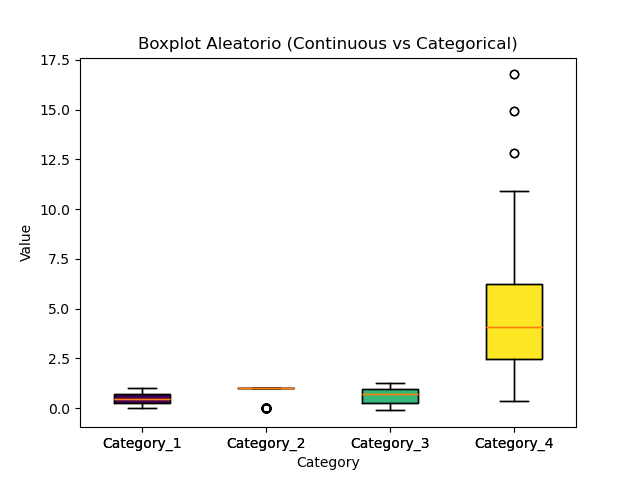 Boxplot Aleatorio (Continuous vs Categorical)
17.5
15.0
12.5
10.0
7.5
5.0
2.5
0.0
Value
Category_1 Category_2 Category_3 Category_4
Category